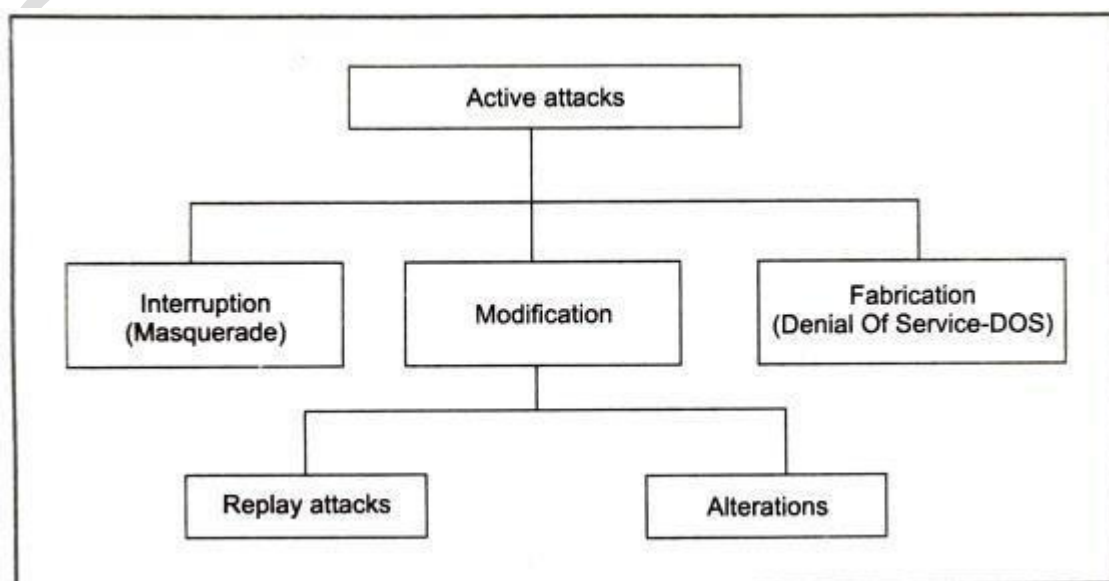 Active attacks
Interruption
(Masquerade)
Modification
Fabrication
(Denial Of Service-DOS)
Replay attacks
Alterations